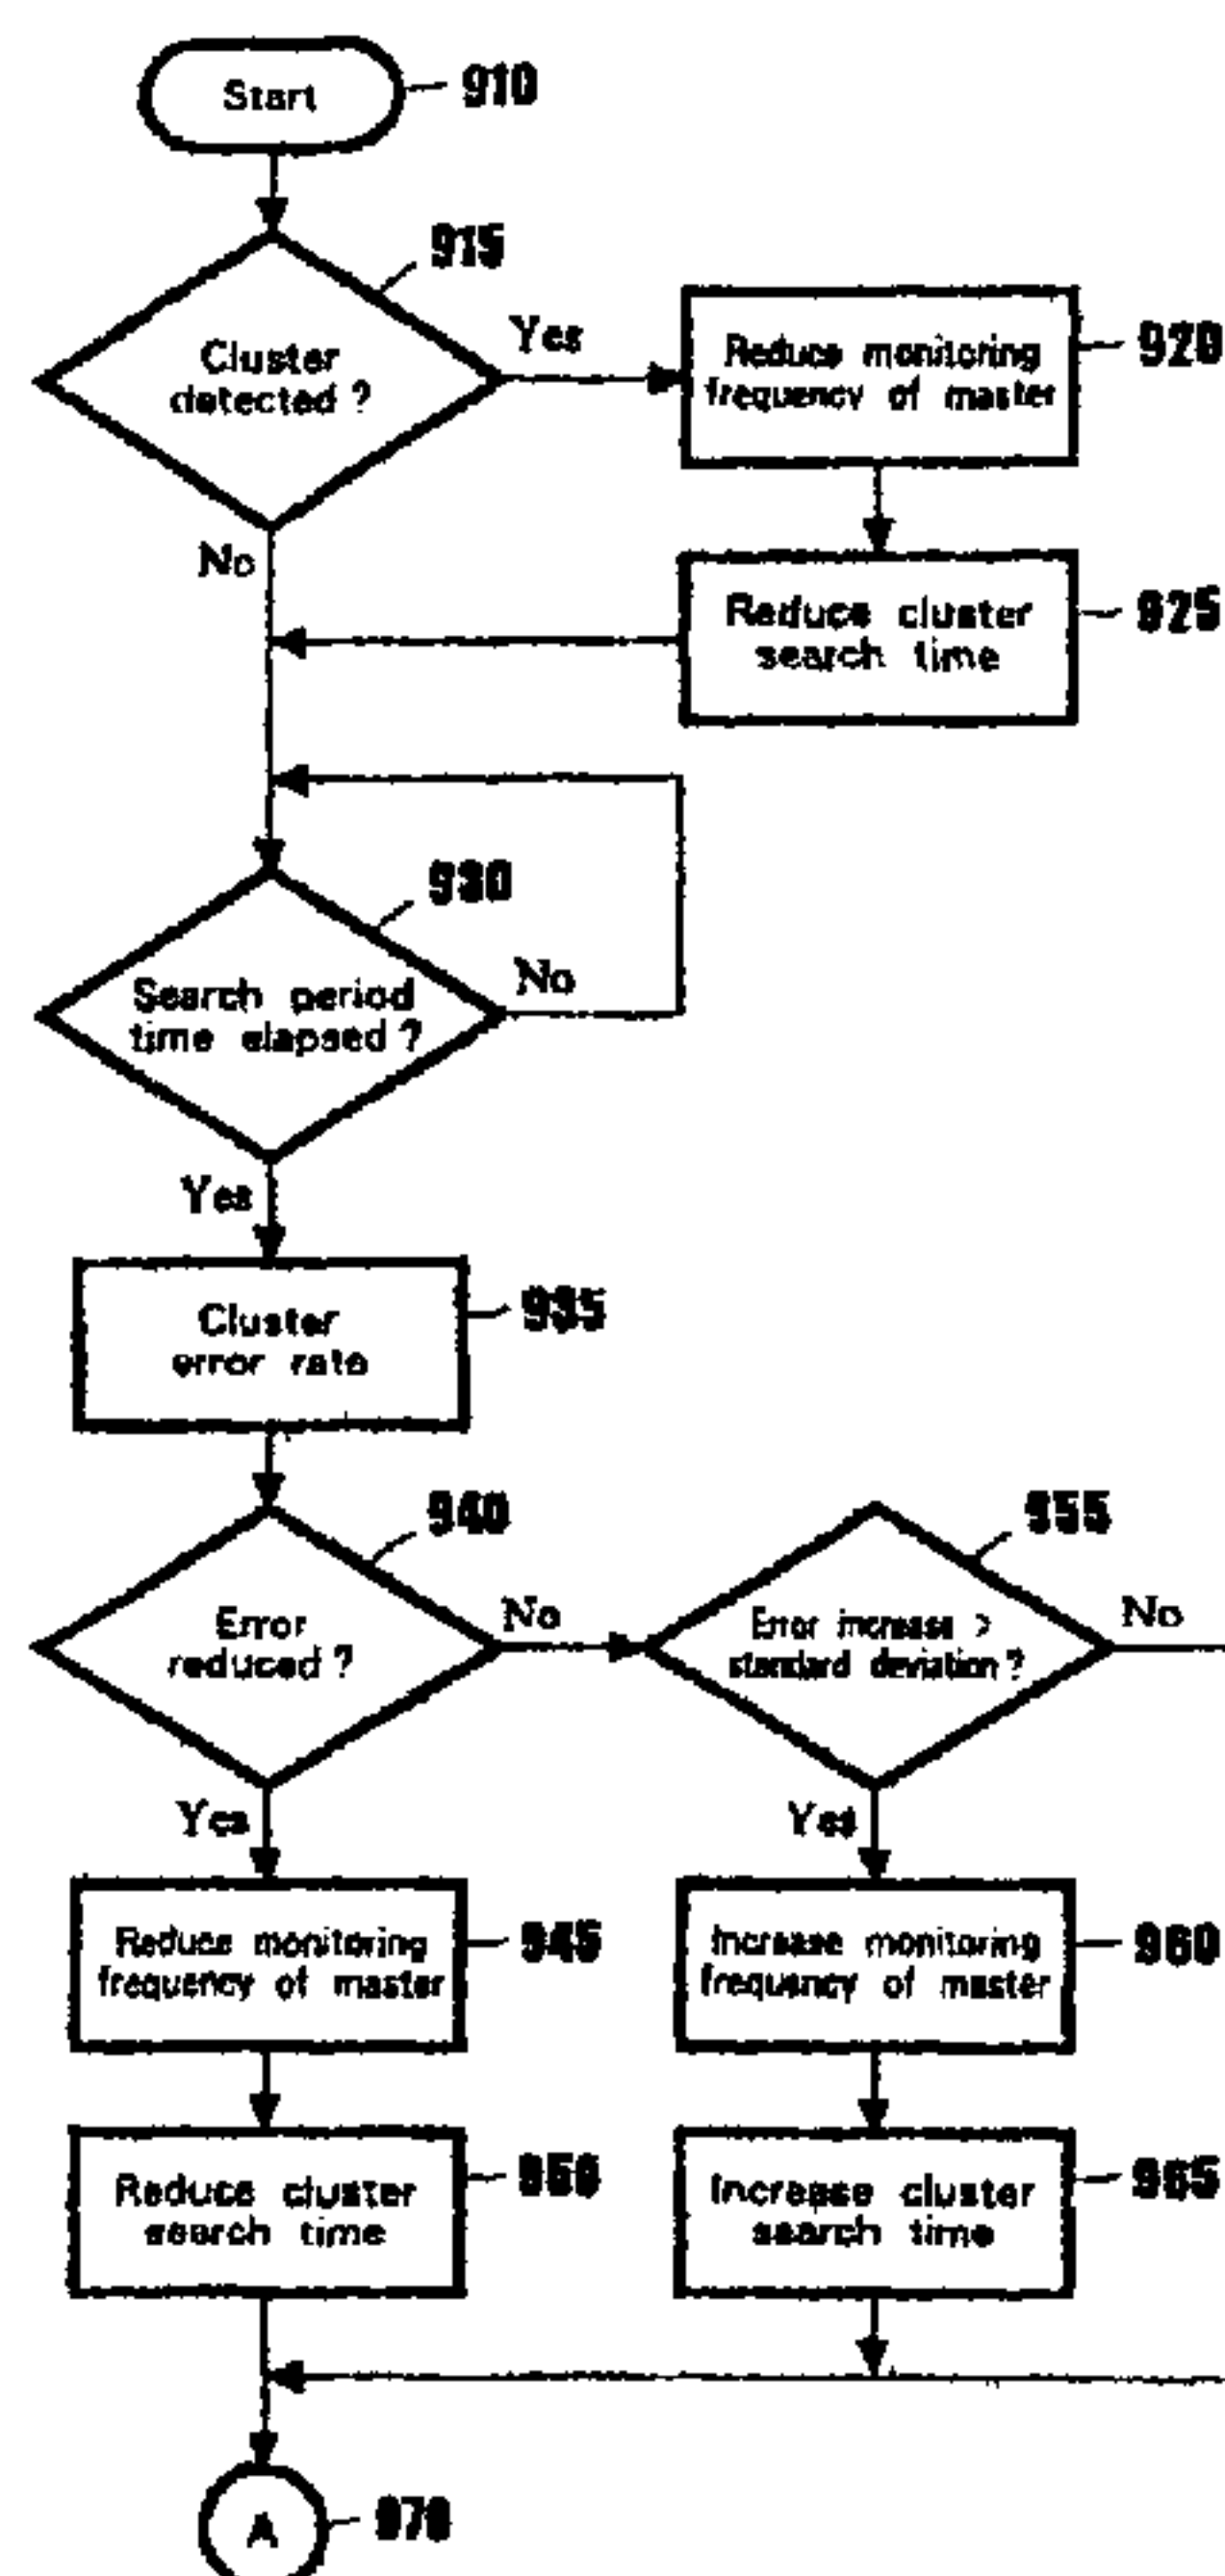 Start
910
915
Cluster
detected ?
Yes
Reduce monitoring
frequency of master
920
No
Reduce cluster
search time
925
930
Search period
time elapsed ?
No
Yes
Cluster
error rate
935
940
Error
reduced ?
No
955
Error increase >
standard deviation ?
No
Yes
Yes
Reduce monitoring
frequency of master
945
Increase monitoring
frequency of master
960
Reduce cluster
search time
950
Increase cluster
search time
965
A
970